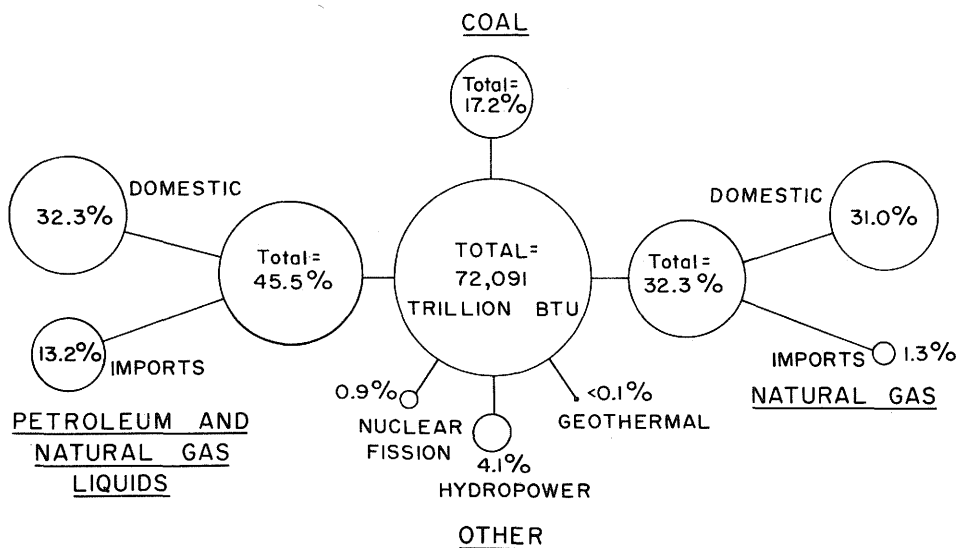 COAL
Total=
17.2%
DOMESTIC
32.3%
Total=
45.5%
13.2%
IMPORTS
PETROLEUM AND
NATURAL GAS
LIQUIDS
TOTAL=
72,091
TRILLION BTU
DOMESTIC
31.0%
Total=
32.3%
IMPORTS
1.3%
NATURAL GAS
0.9%
NUCLEAR
FISSION
4.1%
HYDROPOWER
<0.1%
GEOTHERMAL
OTHER